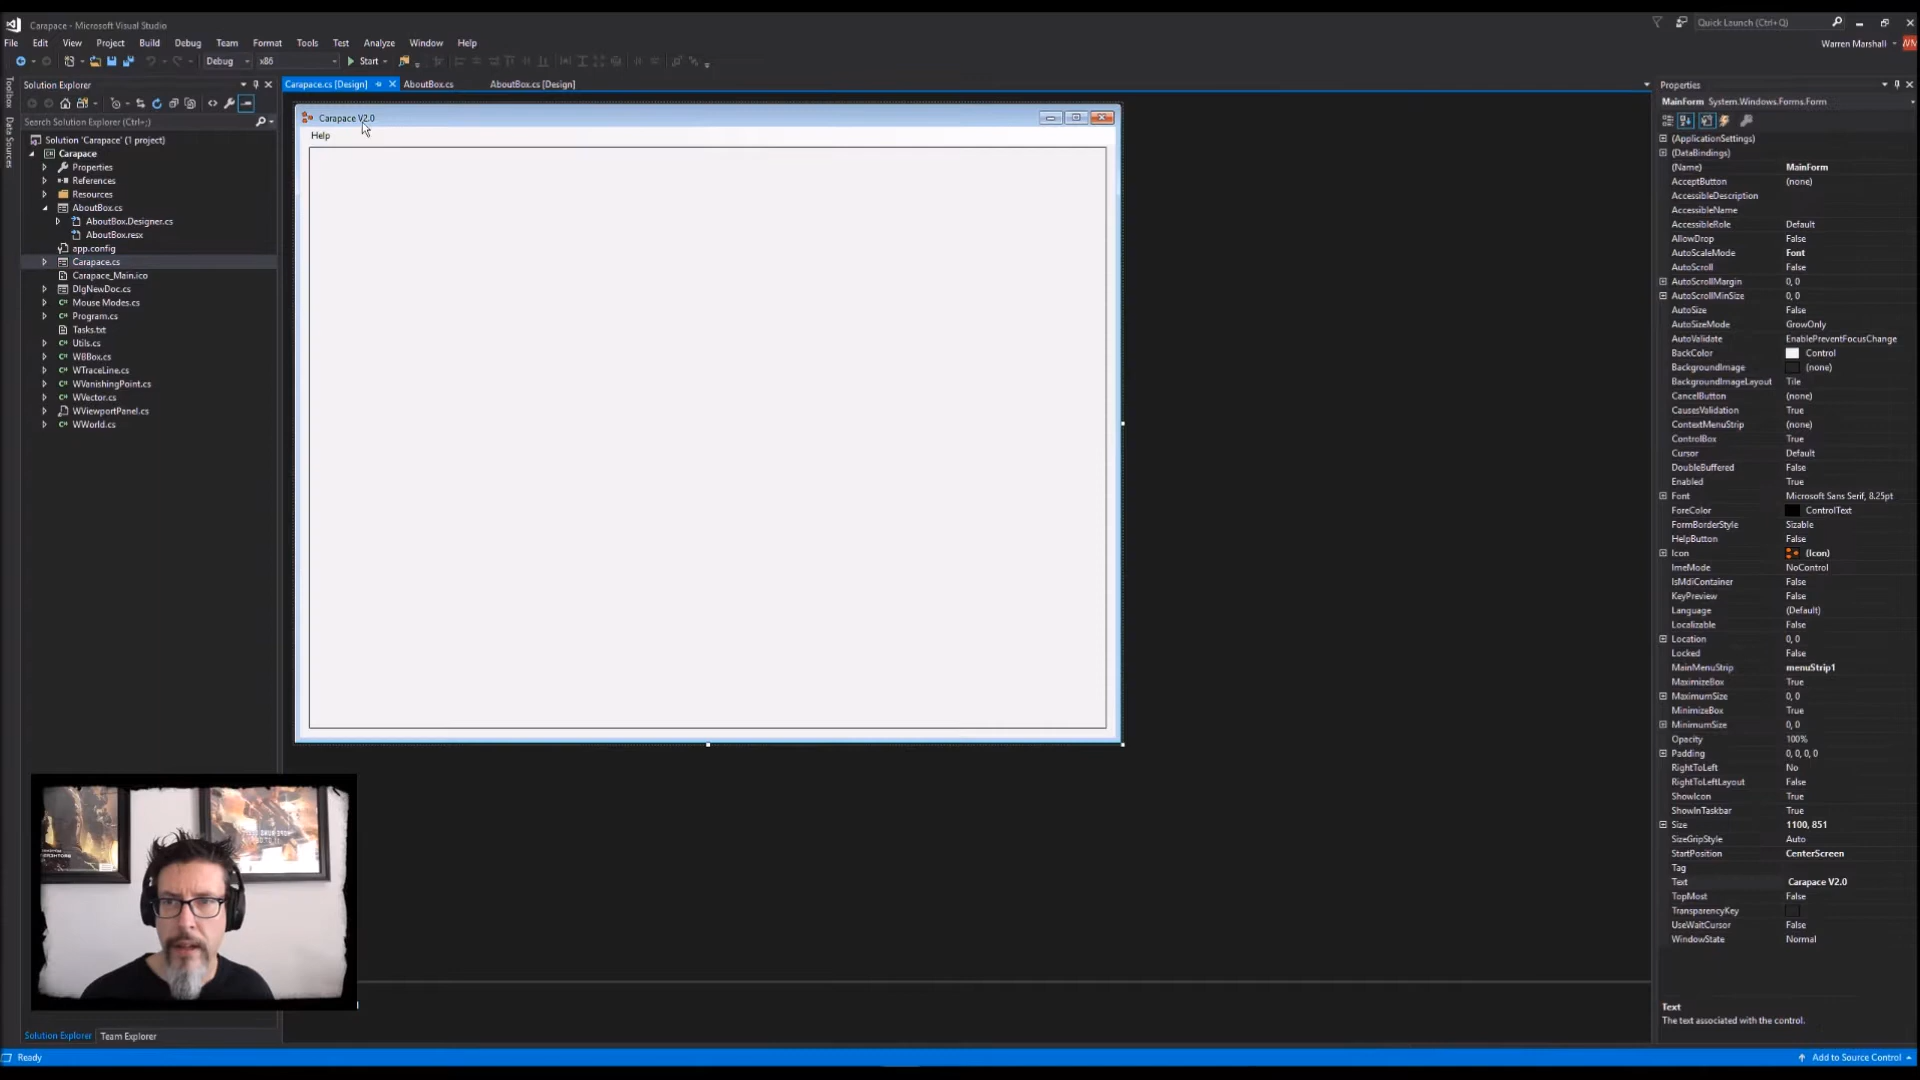 Carapace - Microsoft Visual Studio
Quick Launch (Ctrl+Q)
File Edit View Project Build Debug Team Format Tools Test Analyze Window Help
Warren Marshall
WM
Debug x86 Start
Toolbox
Data Sources
Solution Explorer
Search Solution Explorer (Ctrl+;)
Solution 'Carapace' (1 project)
Carapace
Properties
References
Resources
AboutBox.cs
AboutBox.Designer.cs
AboutBox.resx
app.config
Carapace.cs
Carapace_Main.ico
DlgNewDoc.cs
Mouse Modes.cs
Program.cs
Tasks.txt
Utils.cs
WBBox.cs
WTraceLine.cs
WVanishingPoint.cs
WVector.cs
WViewportPanel.cs
WWorld.cs
Solution Explorer Team Explorer
Carapace.cs [Design] AboutBox.cs AboutBox.cs [Design]
Carapace V2.0
Help
Properties
MainForm System.Windows.Forms.Form
(ApplicationSettings)
(DataBindings)
(Name) MainForm
AcceptButton (none)
AccessibleDescription
AccessibleName
AccessibleRole Default
AllowDrop False
AutoScaleMode Font
AutoScroll False
AutoScrollMargin 0, 0
AutoScrollMinSize 0, 0
AutoSize False
AutoSizeMode GrowOnly
AutoValidate EnablePreventFocusChange
BackColor Control
BackgroundImage (none)
BackgroundImageLayout Tile
CancelButton (none)
CausesValidation True
ContextMenuStrip (none)
ControlBox True
Cursor Default
DoubleBuffered False
Enabled True
Font Microsoft Sans Serif, 8.25pt
ForeColor ControlText
FormBorderStyle Sizable
HelpButton False
Icon (Icon)
ImeMode NoControl
IsMdiContainer False
KeyPreview False
Language (Default)
Localizable False
Location 0, 0
Locked False
MainMenuStrip menuStrip1
MaximizeBox True
MaximumSize 0, 0
MinimizeBox True
MinimumSize 0, 0
Opacity 100%
Padding 0, 0, 0, 0
RightToLeft No
RightToLeftLayout False
ShowIcon True
ShowInTaskbar True
Size 1100, 851
SizeGripStyle Auto
StartPosition CenterScreen
Tag
Text Carapace V2.0
TopMost False
TransparencyKey
UseWaitCursor False
WindowState Normal
Text
The text associated with the control.
Ready
Add to Source Control